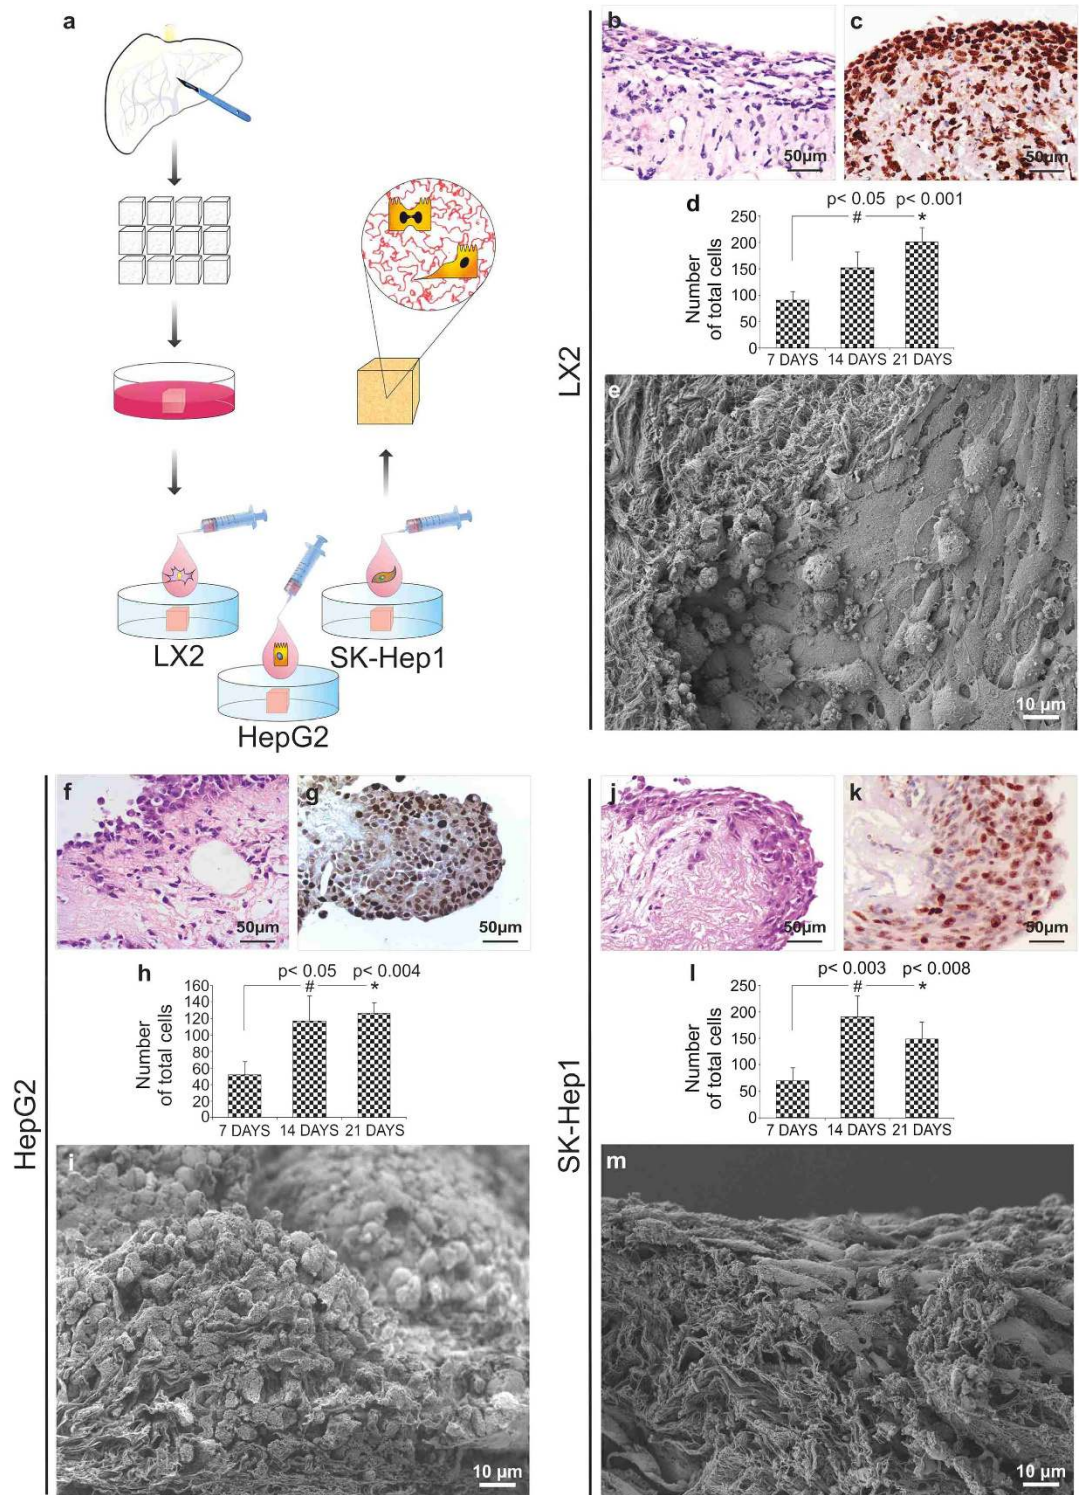 a
LX2
SK-Hep1
HepG2
LX2
b
50µm
c
50µm
d
p< 0.05
p< 0.001
#
*
Number
of total cells
250
200
150
100
50
0
7 DAYS
14 DAYS
21 DAYS
e
10 µm
HepG2
f
50µm
g
50µm
h
p< 0.05
p< 0.004
#
*
Number
of total cells
160
140
120
100
80
60
40
20
0
7 DAYS
14 DAYS
21 DAYS
i
10 µm
SK-Hep1
j
50µm
k
50µm
l
p< 0.003
p< 0.008
#
*
Number
of total cells
250
200
150
100
50
0
7 DAYS
14 DAYS
21 DAYS
m
10 µm